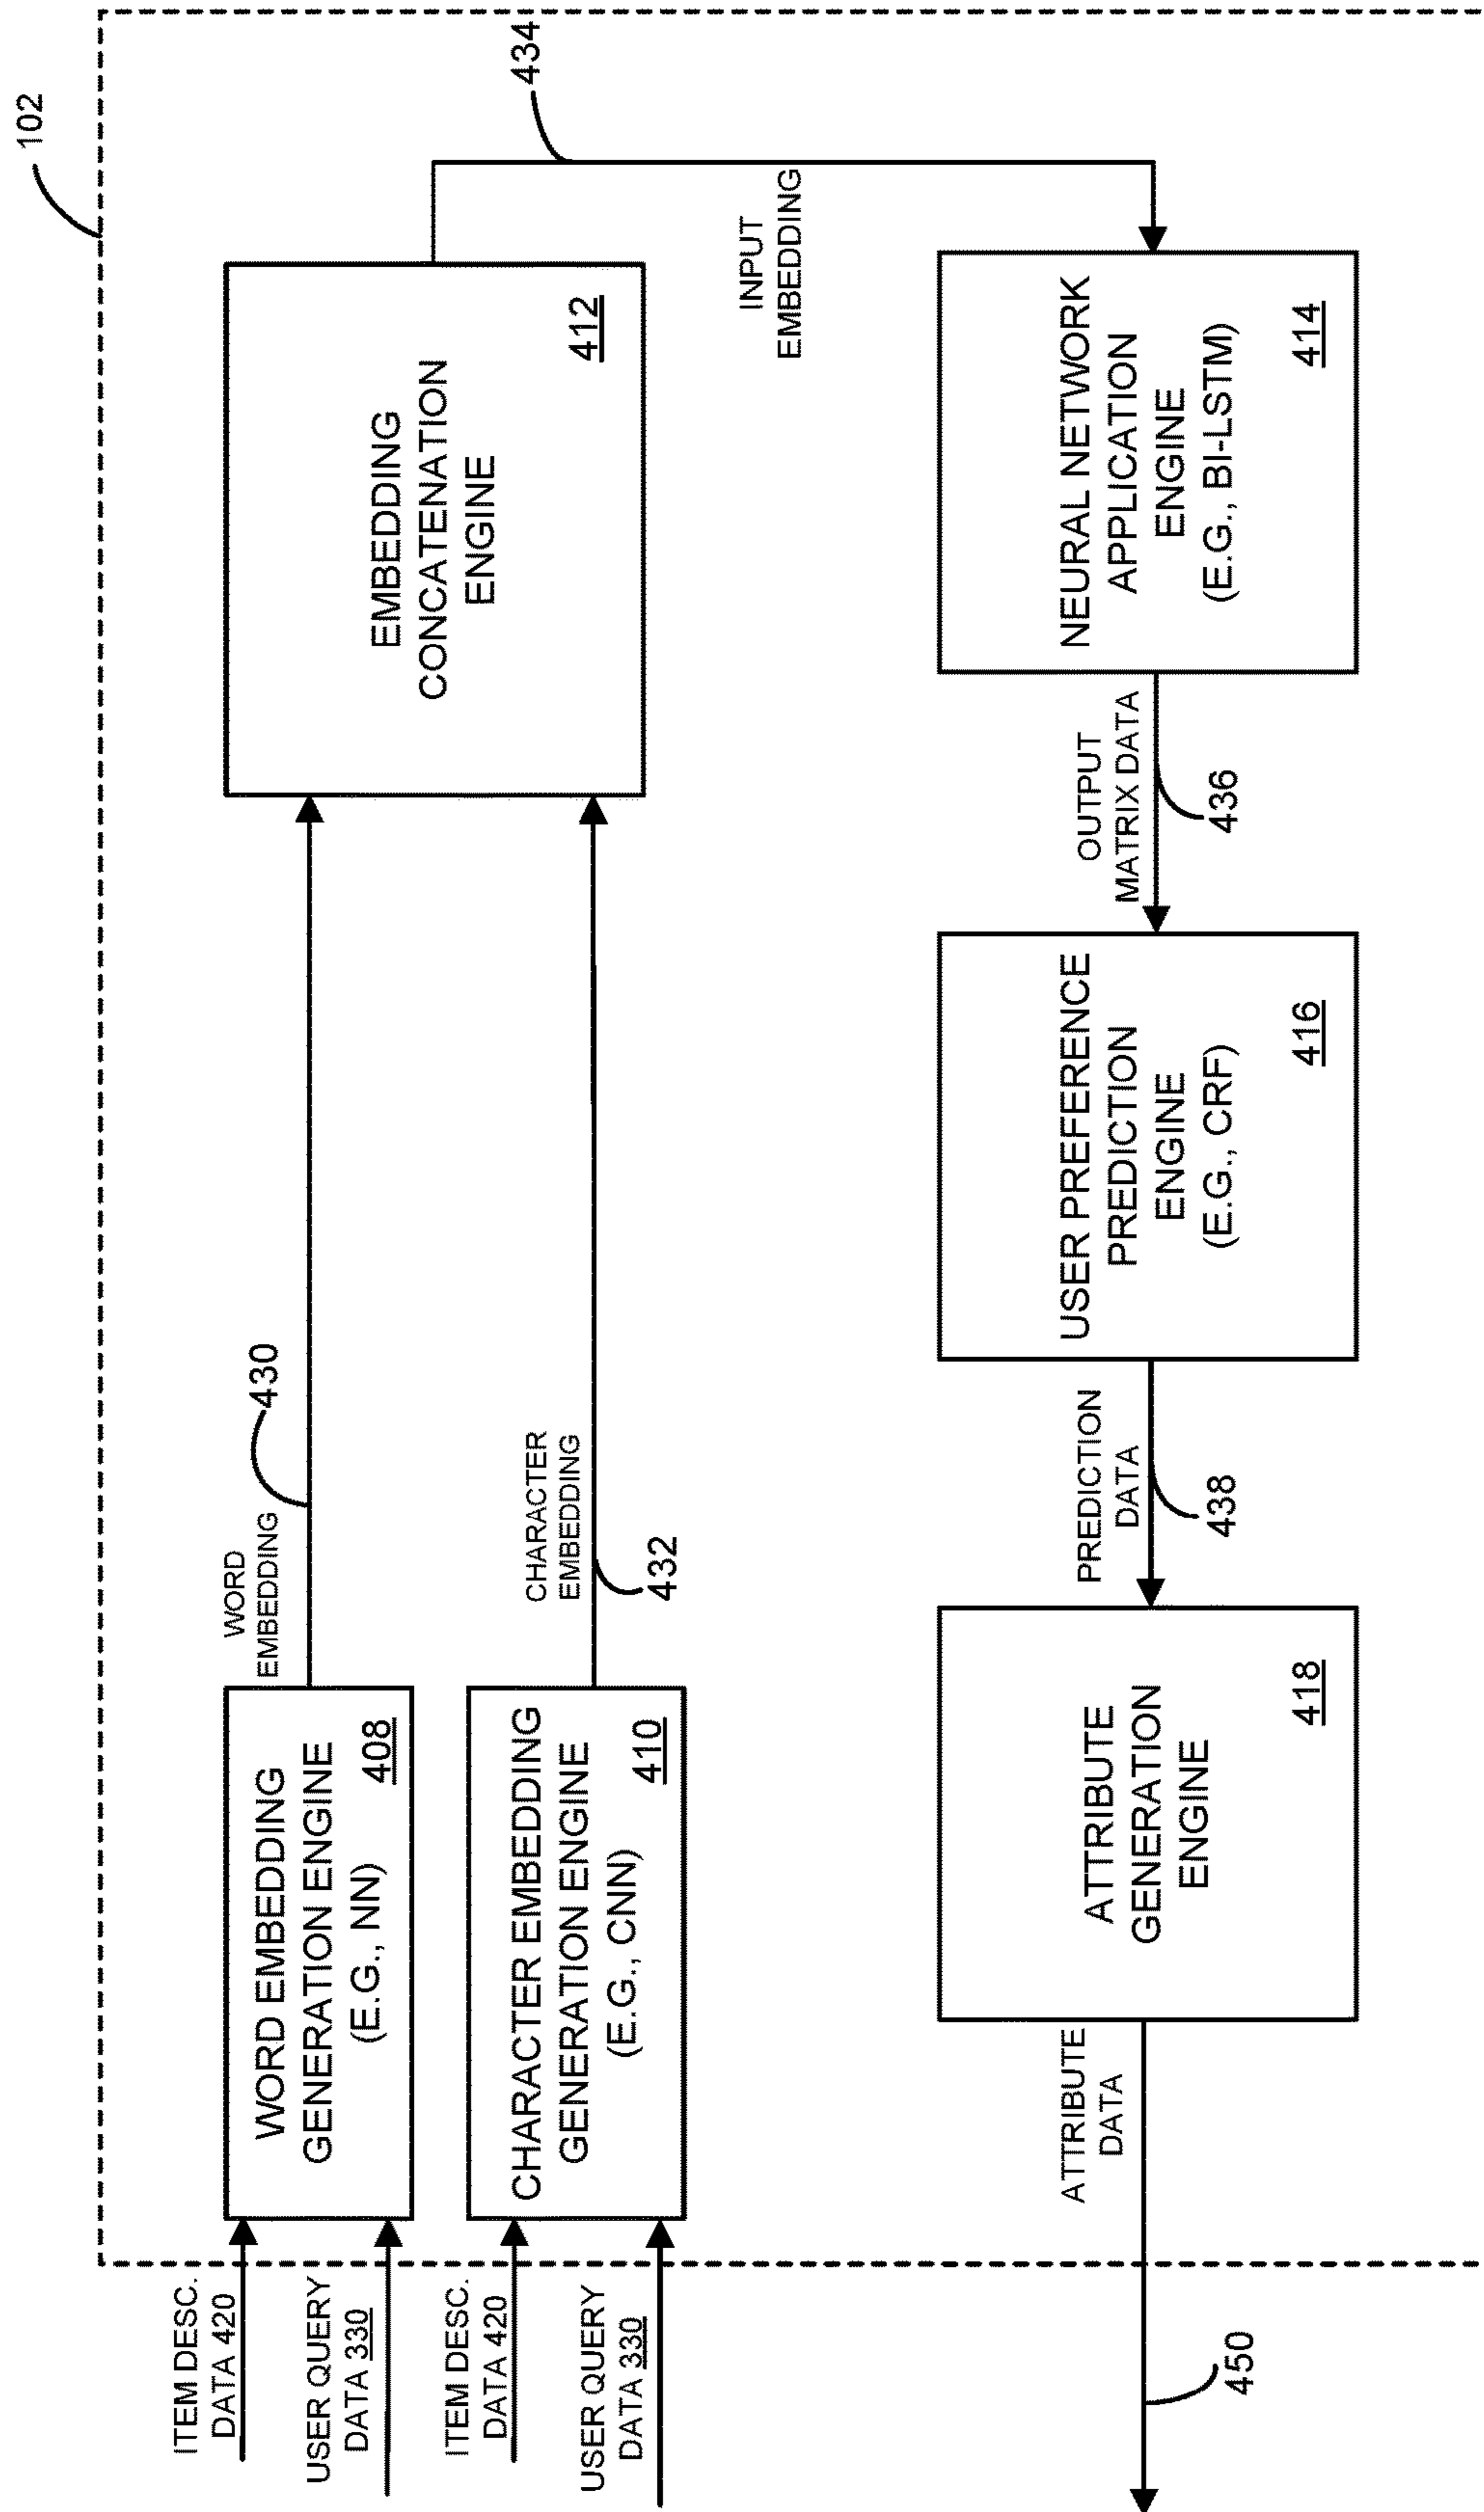 102
ITEM DESC.
DATA 420
USER QUERY
DATA 330
WORD EMBEDDING
GENERATION ENGINE
(E.G., NN)
408
WORD
EMBEDDING
430
ITEM DESC.
DATA 420
USER QUERY
DATA 330
CHARACTER EMBEDDING
GENERATION ENGINE
(E.G., CNN)
410
CHARACTER
EMBEDDING
432
EMBEDDING
CONCATENATION
ENGINE
412
434
INPUT
EMBEDDING
NEURAL NETWORK
APPLICATION
ENGINE
(E.G., BI-LSTM)
414
OUTPUT
MATRIX DATA
436
USER PREFERENCE
PREDICTION
ENGINE
(E.G., CRF)
416
PREDICTION
DATA
438
ATTRIBUTE
GENERATION
ENGINE
418
ATTRIBUTE
DATA
450